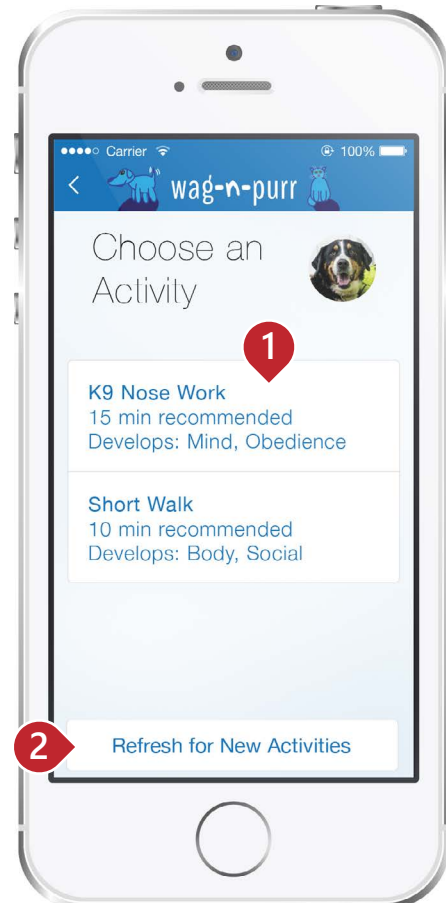 Carrier 100%
wag-n-purr
Choose an
Activity
1
K9 Nose Work
15 min recommended
Develops: Mind, Obedience
Short Walk
10 min recommended
Develops: Body, Social
2
Refresh for New Activities